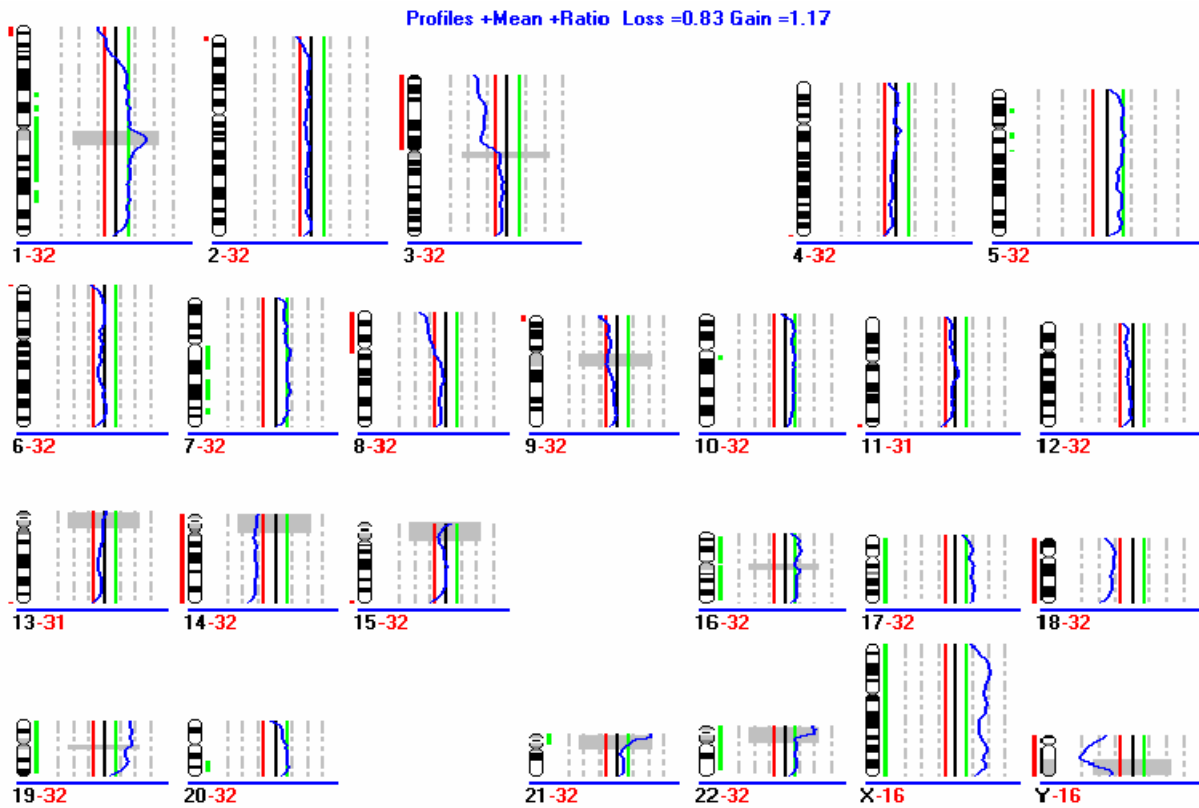 Profiles +Mean +Ratio Loss =0.83 Gain =1.17
1-32 2-32 3-32 4-32 5-32
6-32 7-32 8-32 9-32 10-32 11-31 12-32
13-31 14-32 15-32 16-32 17-32 18-32
19-32 20-32 21-32 22-32 X-16 Y-16